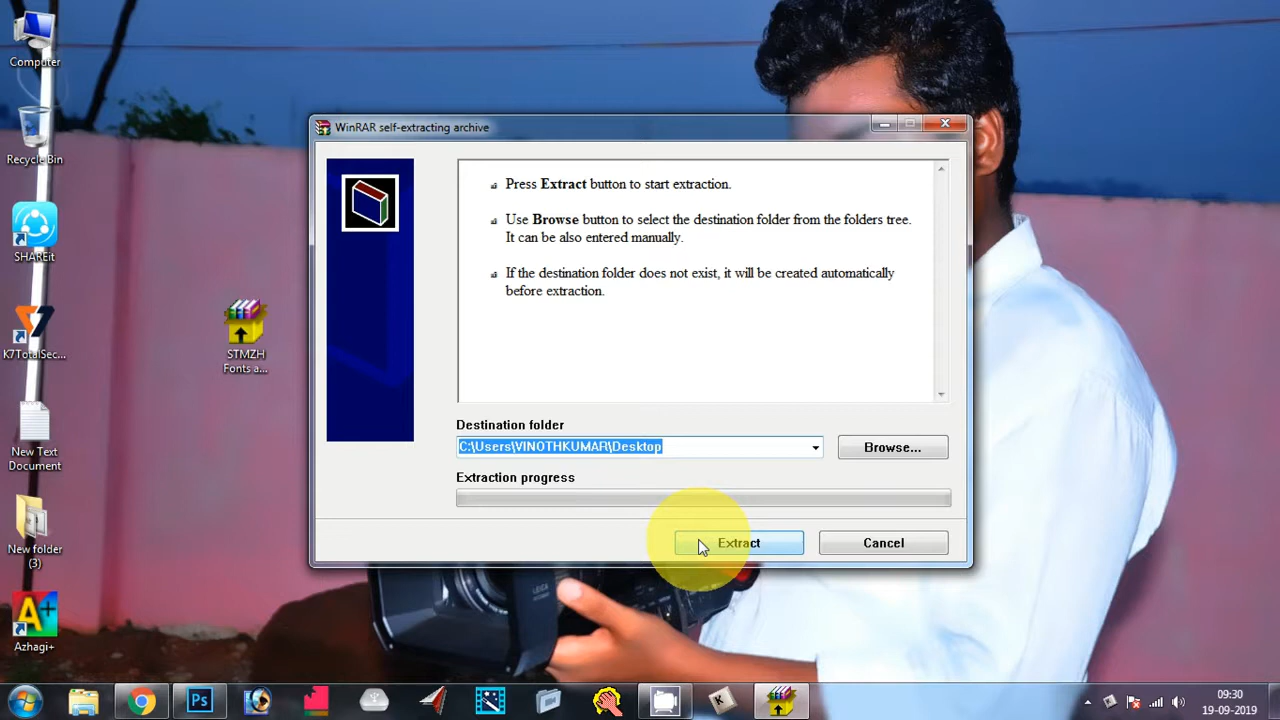 Computer
Recycle Bin
SHAREit
K7TotalSec...
New Text
Document
New folder
(3)
Azhagi+
STMZH
Fonts a...
WinRAR self-extracting archive
Press Extract button to start extraction.
Use Browse button to select the destination folder from the folders tree.
It can be also entered manually.
If the destination folder does not exist, it will be created automatically
before extraction.
Destination folder
C:\Users\VINOTHKUMAR\Desktop
Browse...
Extraction progress
Extract
Cancel
LEICA
Ps
K
09:30
19-09-2019